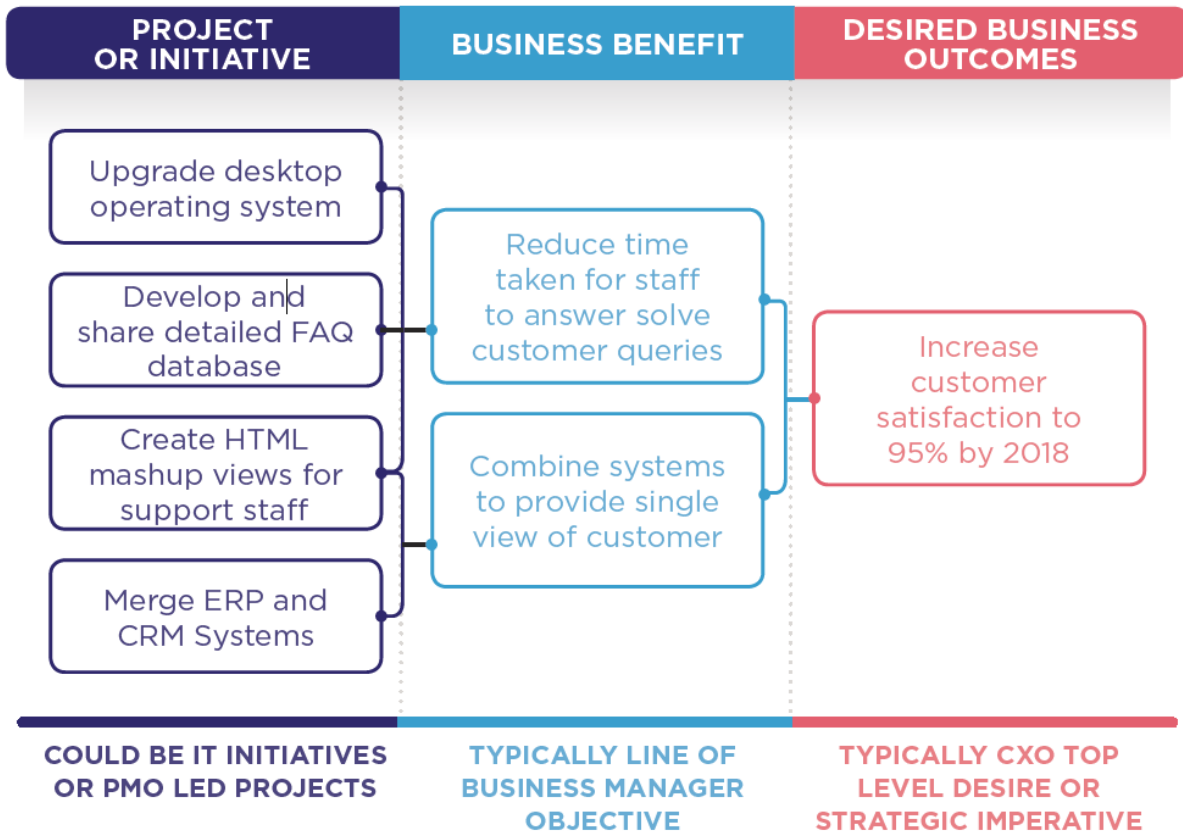 PROJECT
OR INITIATIVE
BUSINESS BENEFIT
DESIRED BUSINESS
OUTCOMES
Upgrade desktop
operating system
Develop and
share detailed FAQ
database
Create HTML
mashup views for
support staff
Merge ERP and
CRM Systems
Reduce time
taken for staff
to answer solve
customer queries
Combine systems
to provide single
view of customer
Increase
customer
satisfaction to
95% by 2018
COULD BE IT INITIATIVES
OR PMO LED PROJECTS
TYPICALLY LINE OF
BUSINESS MANAGER
OBJECTIVE
TYPICALLY CXO TOP
LEVEL DESIRE OR
STRATEGIC IMPERATIVE